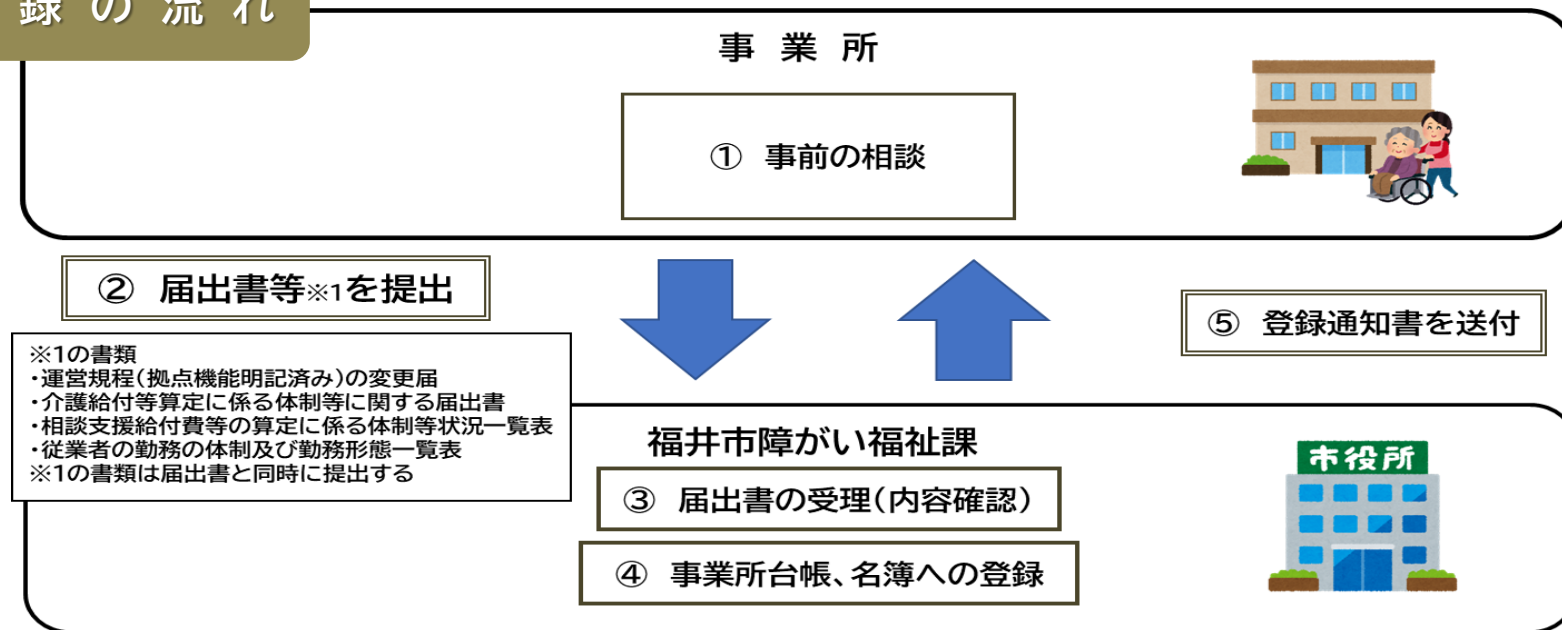 録の流れ
事業所
① 事前の相談
② 届出書等※1を提出
⑤ 登録通知書を送付
※1の書類
・運営規程(拠点機能明記済み)の変更届
・介護給付等算定に係る体制等に関する届出書
・相談支援給付費等の算定に係る体制等状況一覧表
・従業者の勤務の体制及び勤務形態一覧表
※1の書類は届出書と同時に提出する
福井市障がい福祉課
市役所
③ 届出書の受理(内容確認)
④ 事業所台帳、名簿への登録